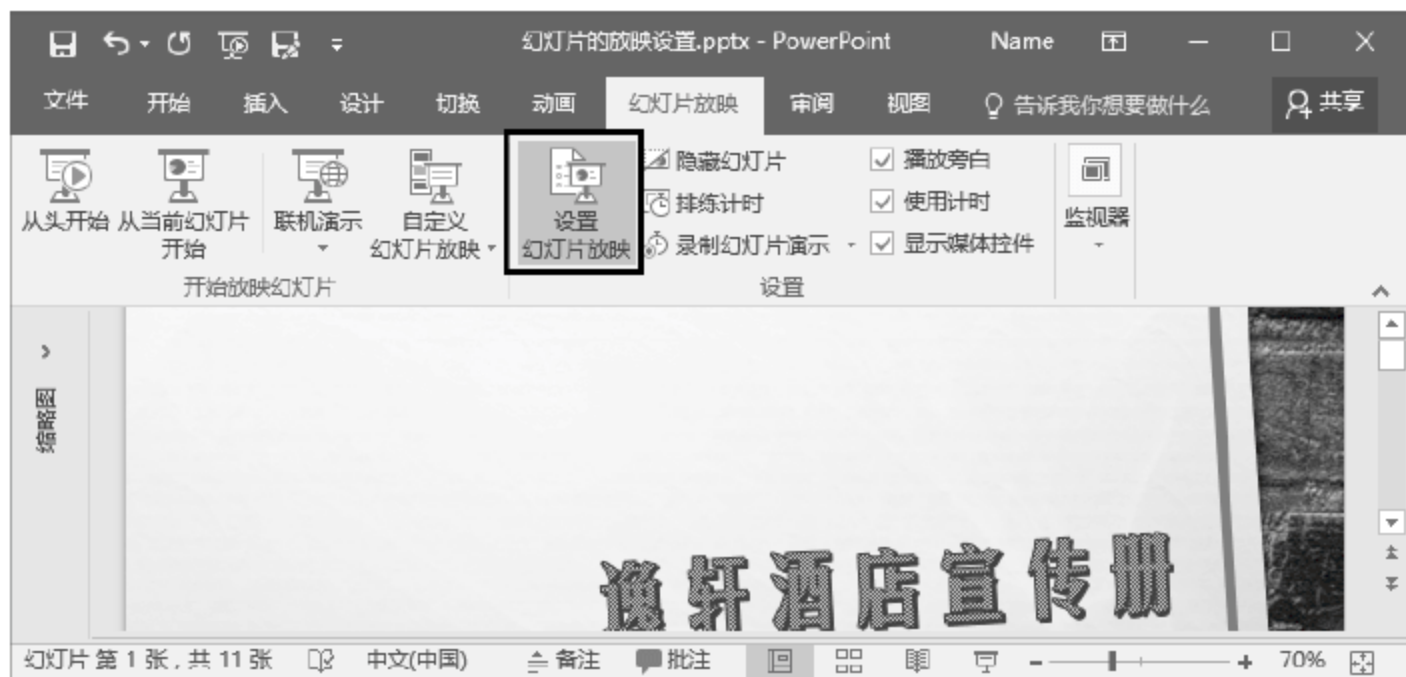 幻灯片的放映设置.pptx - PowerPoint Name
文件 开始 插入 设计 切换 动画 幻灯片放映 审阅 视图 告诉我你想要做什么 共享
从头开始
从当前幻灯片
开始
联机演示
自定义
幻灯片放映
开始放映幻灯片
设置
幻灯片放映
隐藏幻灯片
排练计时
录制幻灯片演示
播放旁白
使用计时
显示媒体控件
设置
监视器
缩略图
逸轩酒店宣传册
幻灯片 第 1 张，共 11 张 中文(中国) 备注 批注 70%